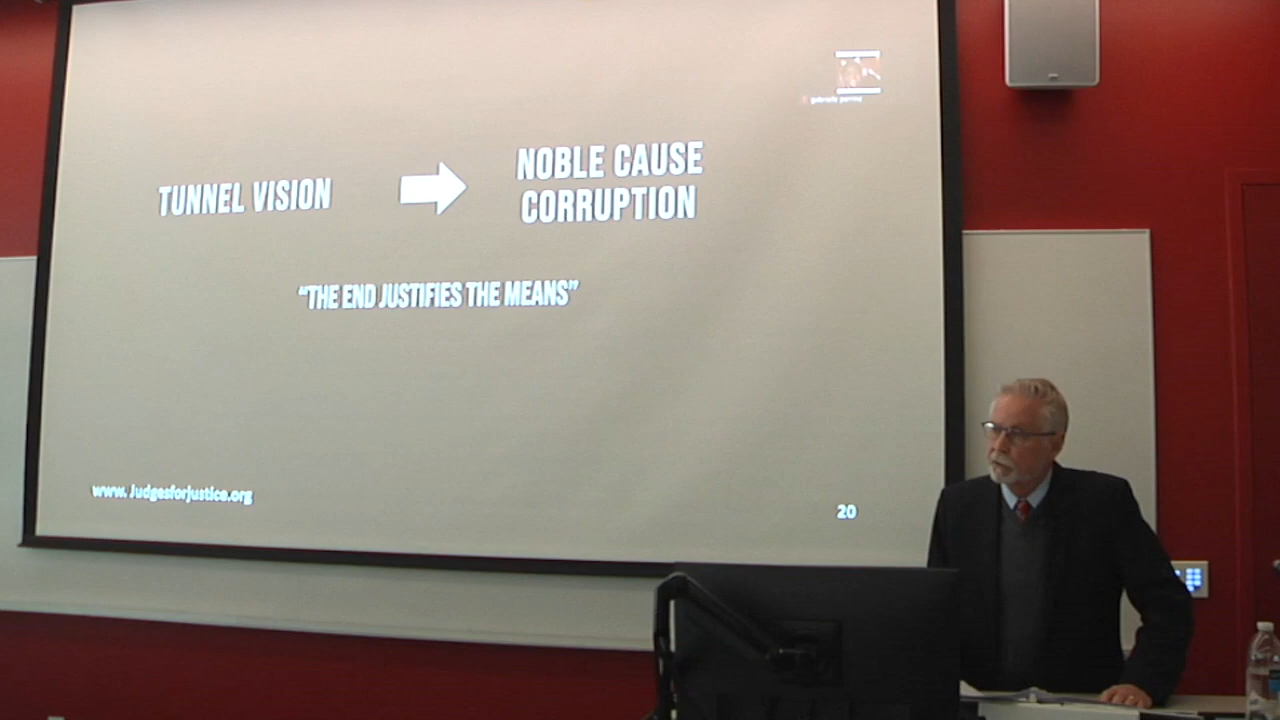 TUNNEL VISION
NOBLE CAUSE
CORRUPTION
"THE END JUSTIFIES THE MEANS"
www.Judgesforjustice.org
20